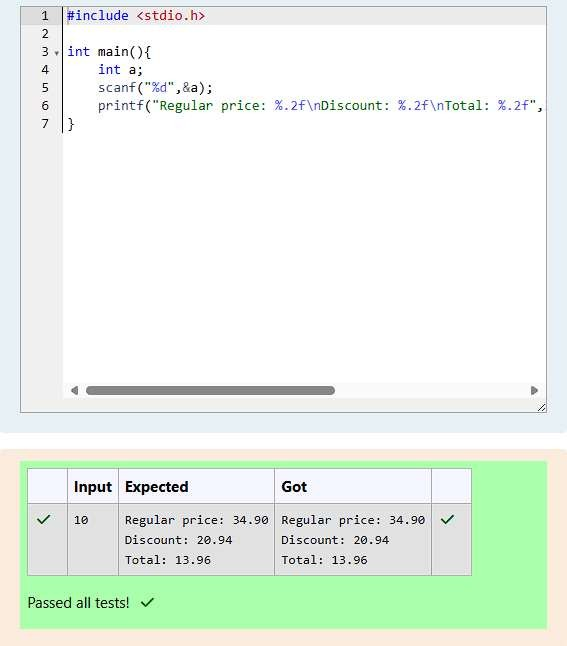 1 #include <stdio.h>
2
3 int main(){
4 int a;
5 scanf("%d",&a);
6 printf("Regular price: %.2f\nDiscount: %.2f\nTotal: %.2f",
7 }
Input Expected Got
10 Regular price: 34.90 Regular price: 34.90
Discount: 20.94 Discount: 20.94
Total: 13.96 Total: 13.96
Passed all tests!